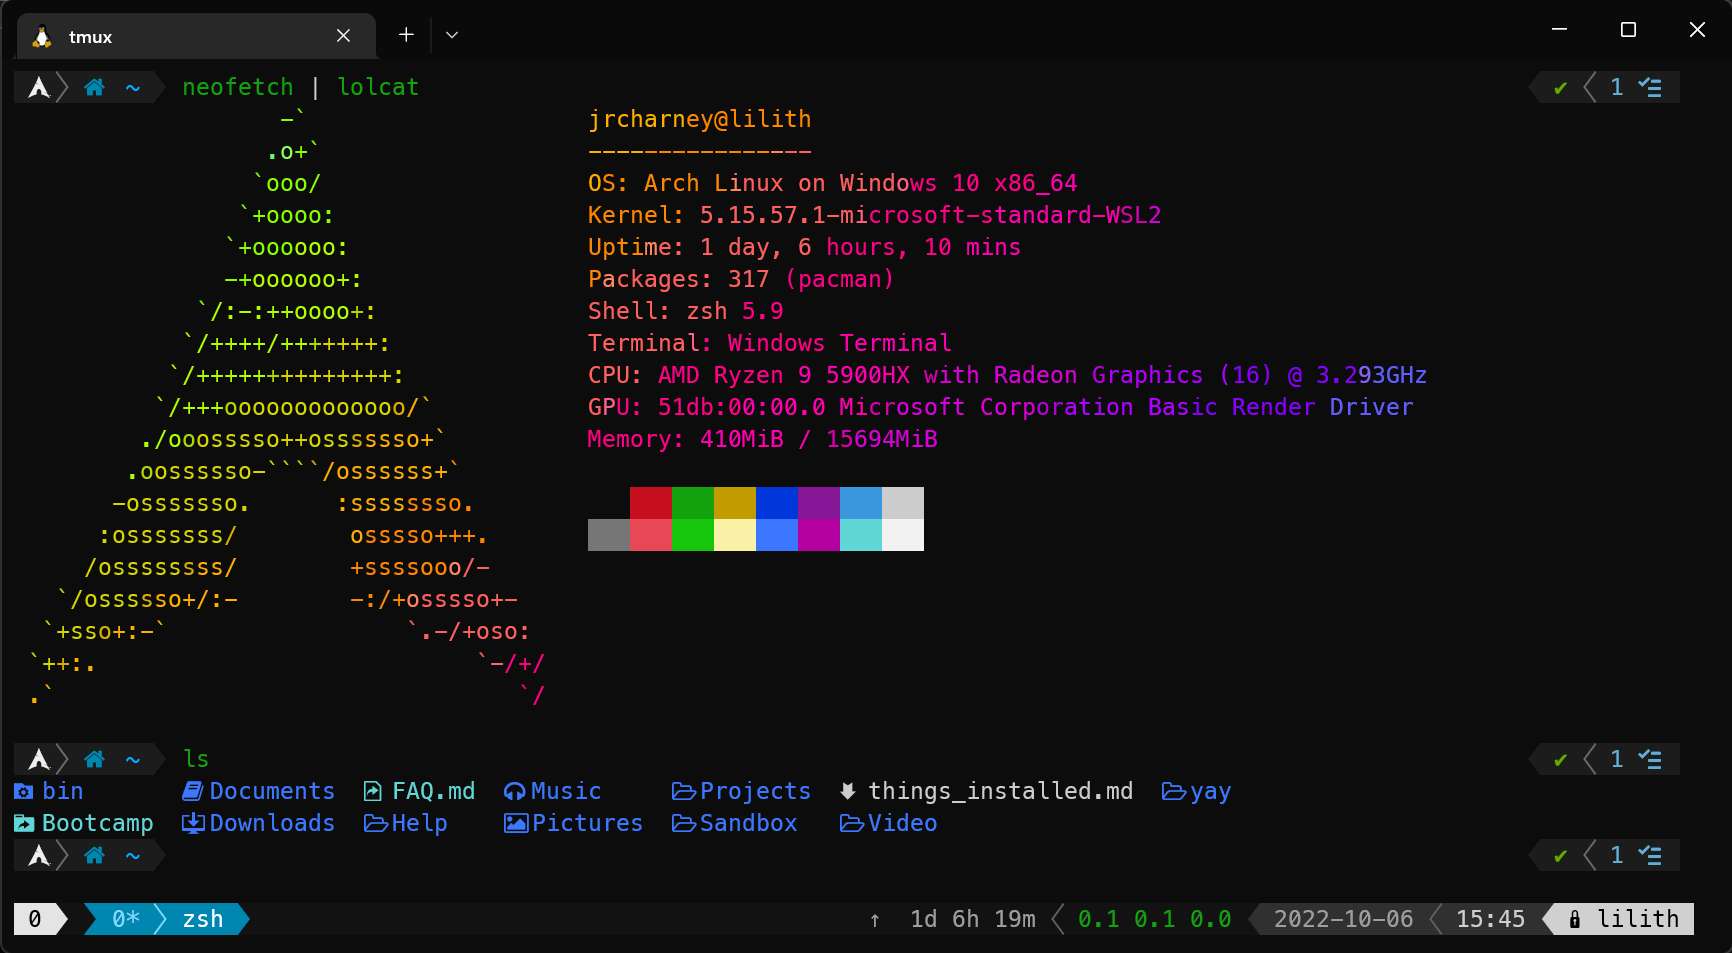 tmux
~ neofetch | lolcat ✔ 1
-` jrcharney@lilith
.o+` ----------------
`ooo/ OS: Arch Linux on Windows 10 x86_64
`+oooo: Kernel: 5.15.57.1-microsoft-standard-WSL2
`+oooooo: Uptime: 1 day, 6 hours, 10 mins
-+oooooo+: Packages: 317 (pacman)
`/:-:++oooo+: Shell: zsh 5.9
`/++++/+++++++: Terminal: Windows Terminal
`/++++++++++++++: CPU: AMD Ryzen 9 5900HX with Radeon Graphics (16) @ 3.293GHz
`/+++ooooooooooooo/` GPU: 51db:00:00.0 Microsoft Corporation Basic Render Driver
./ooosssso++osssssso+` Memory: 410MiB / 15694MiB
.oossssso-````/ossssss+`
-osssssso. :ssssssso.
:osssssss/ osssso+++.
/ossssssss/ +ssssooo/-
`/ossssso+/:- -:/+osssso+-
`+sso+:-` `.-/+oso:
`++:. `-/+/
.` `/
~ ls ✔ 1
bin Documents FAQ.md Music Projects things_installed.md yay
Bootcamp Downloads Help Pictures Sandbox Video
~ ✔ 1
0 0* zsh ↑ 1d 6h 19m 0.1 0.1 0.0 2022-10-06 15:45 lilith